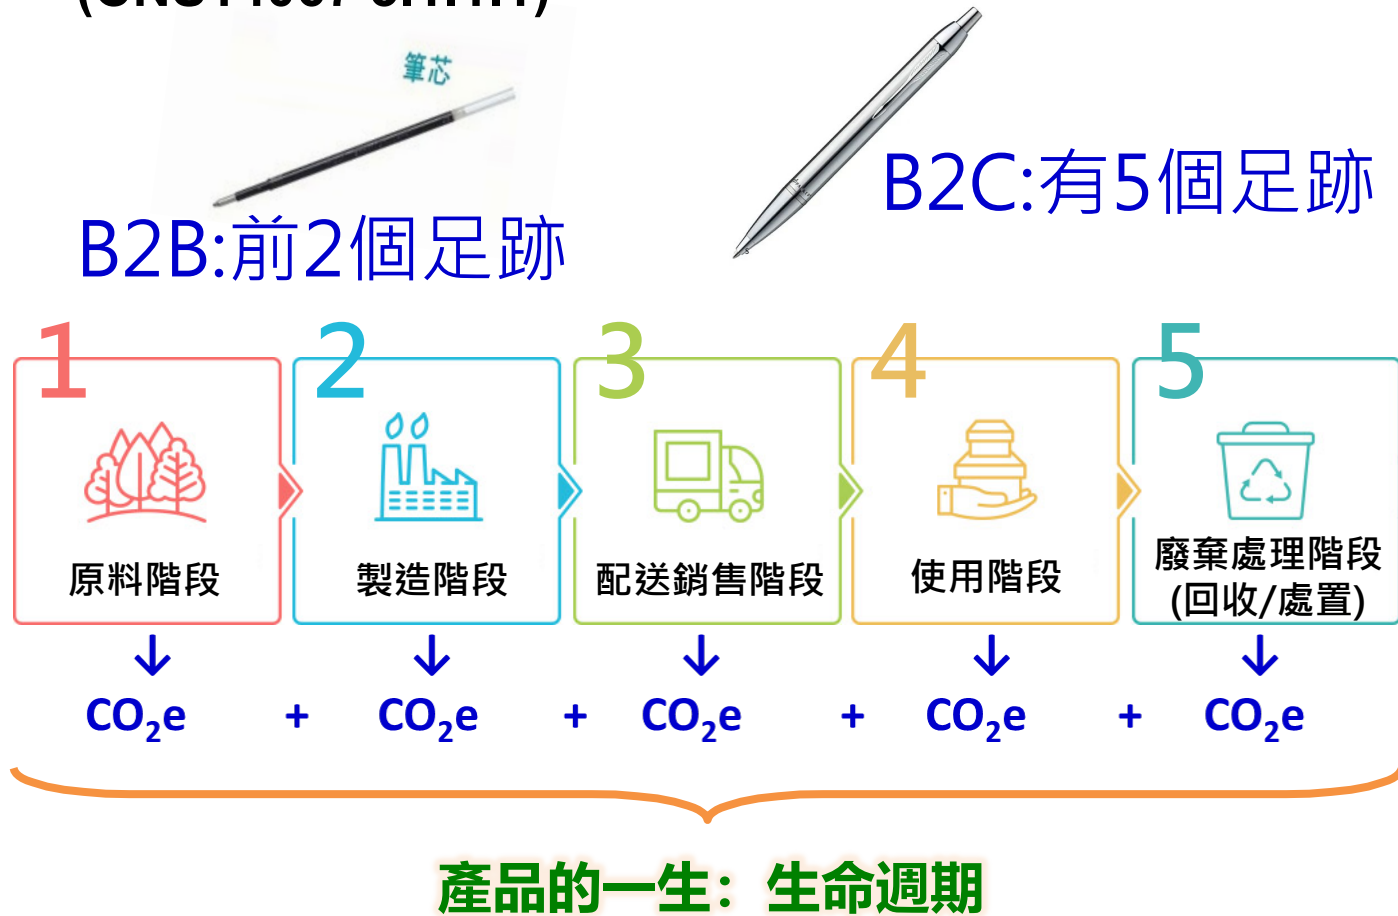 筆芯
B2B:前2個足跡
B2C:有5個足跡
1
2
3
4
5
原料階段
製造階段
配送銷售階段
使用階段
廢棄處理階段
(回收/處置)
CO₂e + CO₂e + CO₂e + CO₂e + CO₂e
產品的一生：生命週期